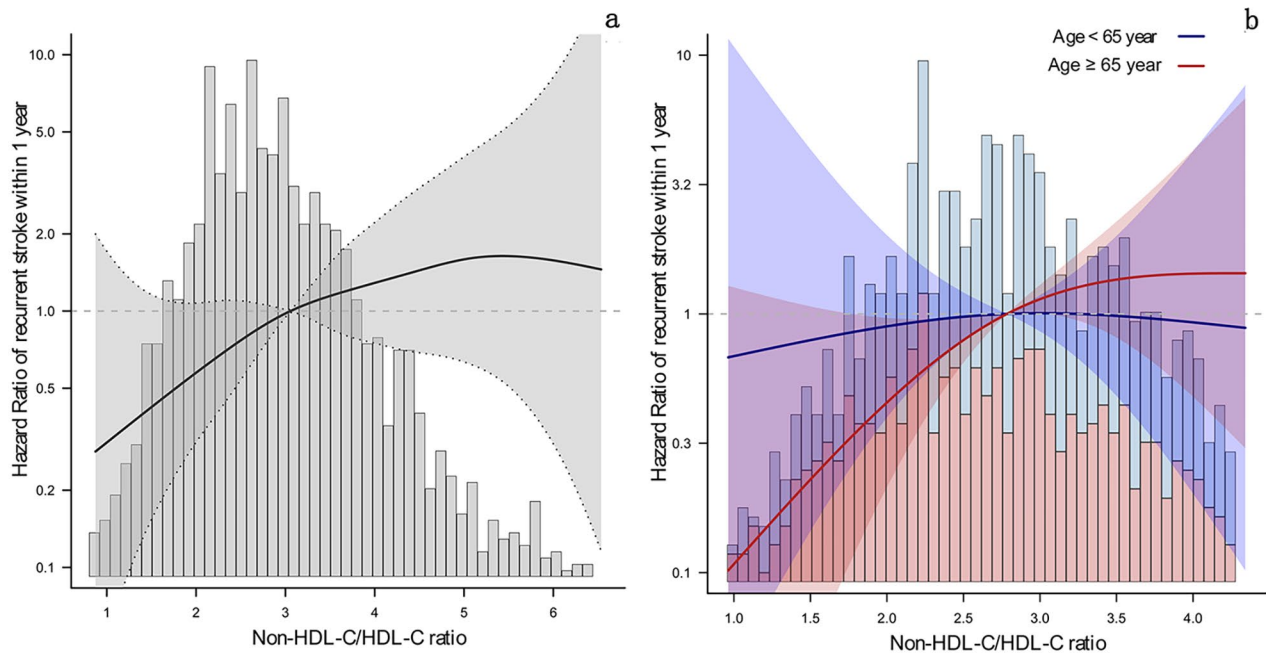 a
Hazard Ratio of recurrent stroke within 1 year
10.0
5.0
2.0
1.0
0.5
0.2
0.1
1 2 3 4 5 6
Non-HDL-C/HDL-C ratio
b
Age < 65 year
Age ≥ 65 year
Hazard Ratio of recurrent stroke within 1 year
10
3.2
1
0.3
0.1
1.0 1.5 2.0 2.5 3.0 3.5 4.0
Non-HDL-C/HDL-C ratio